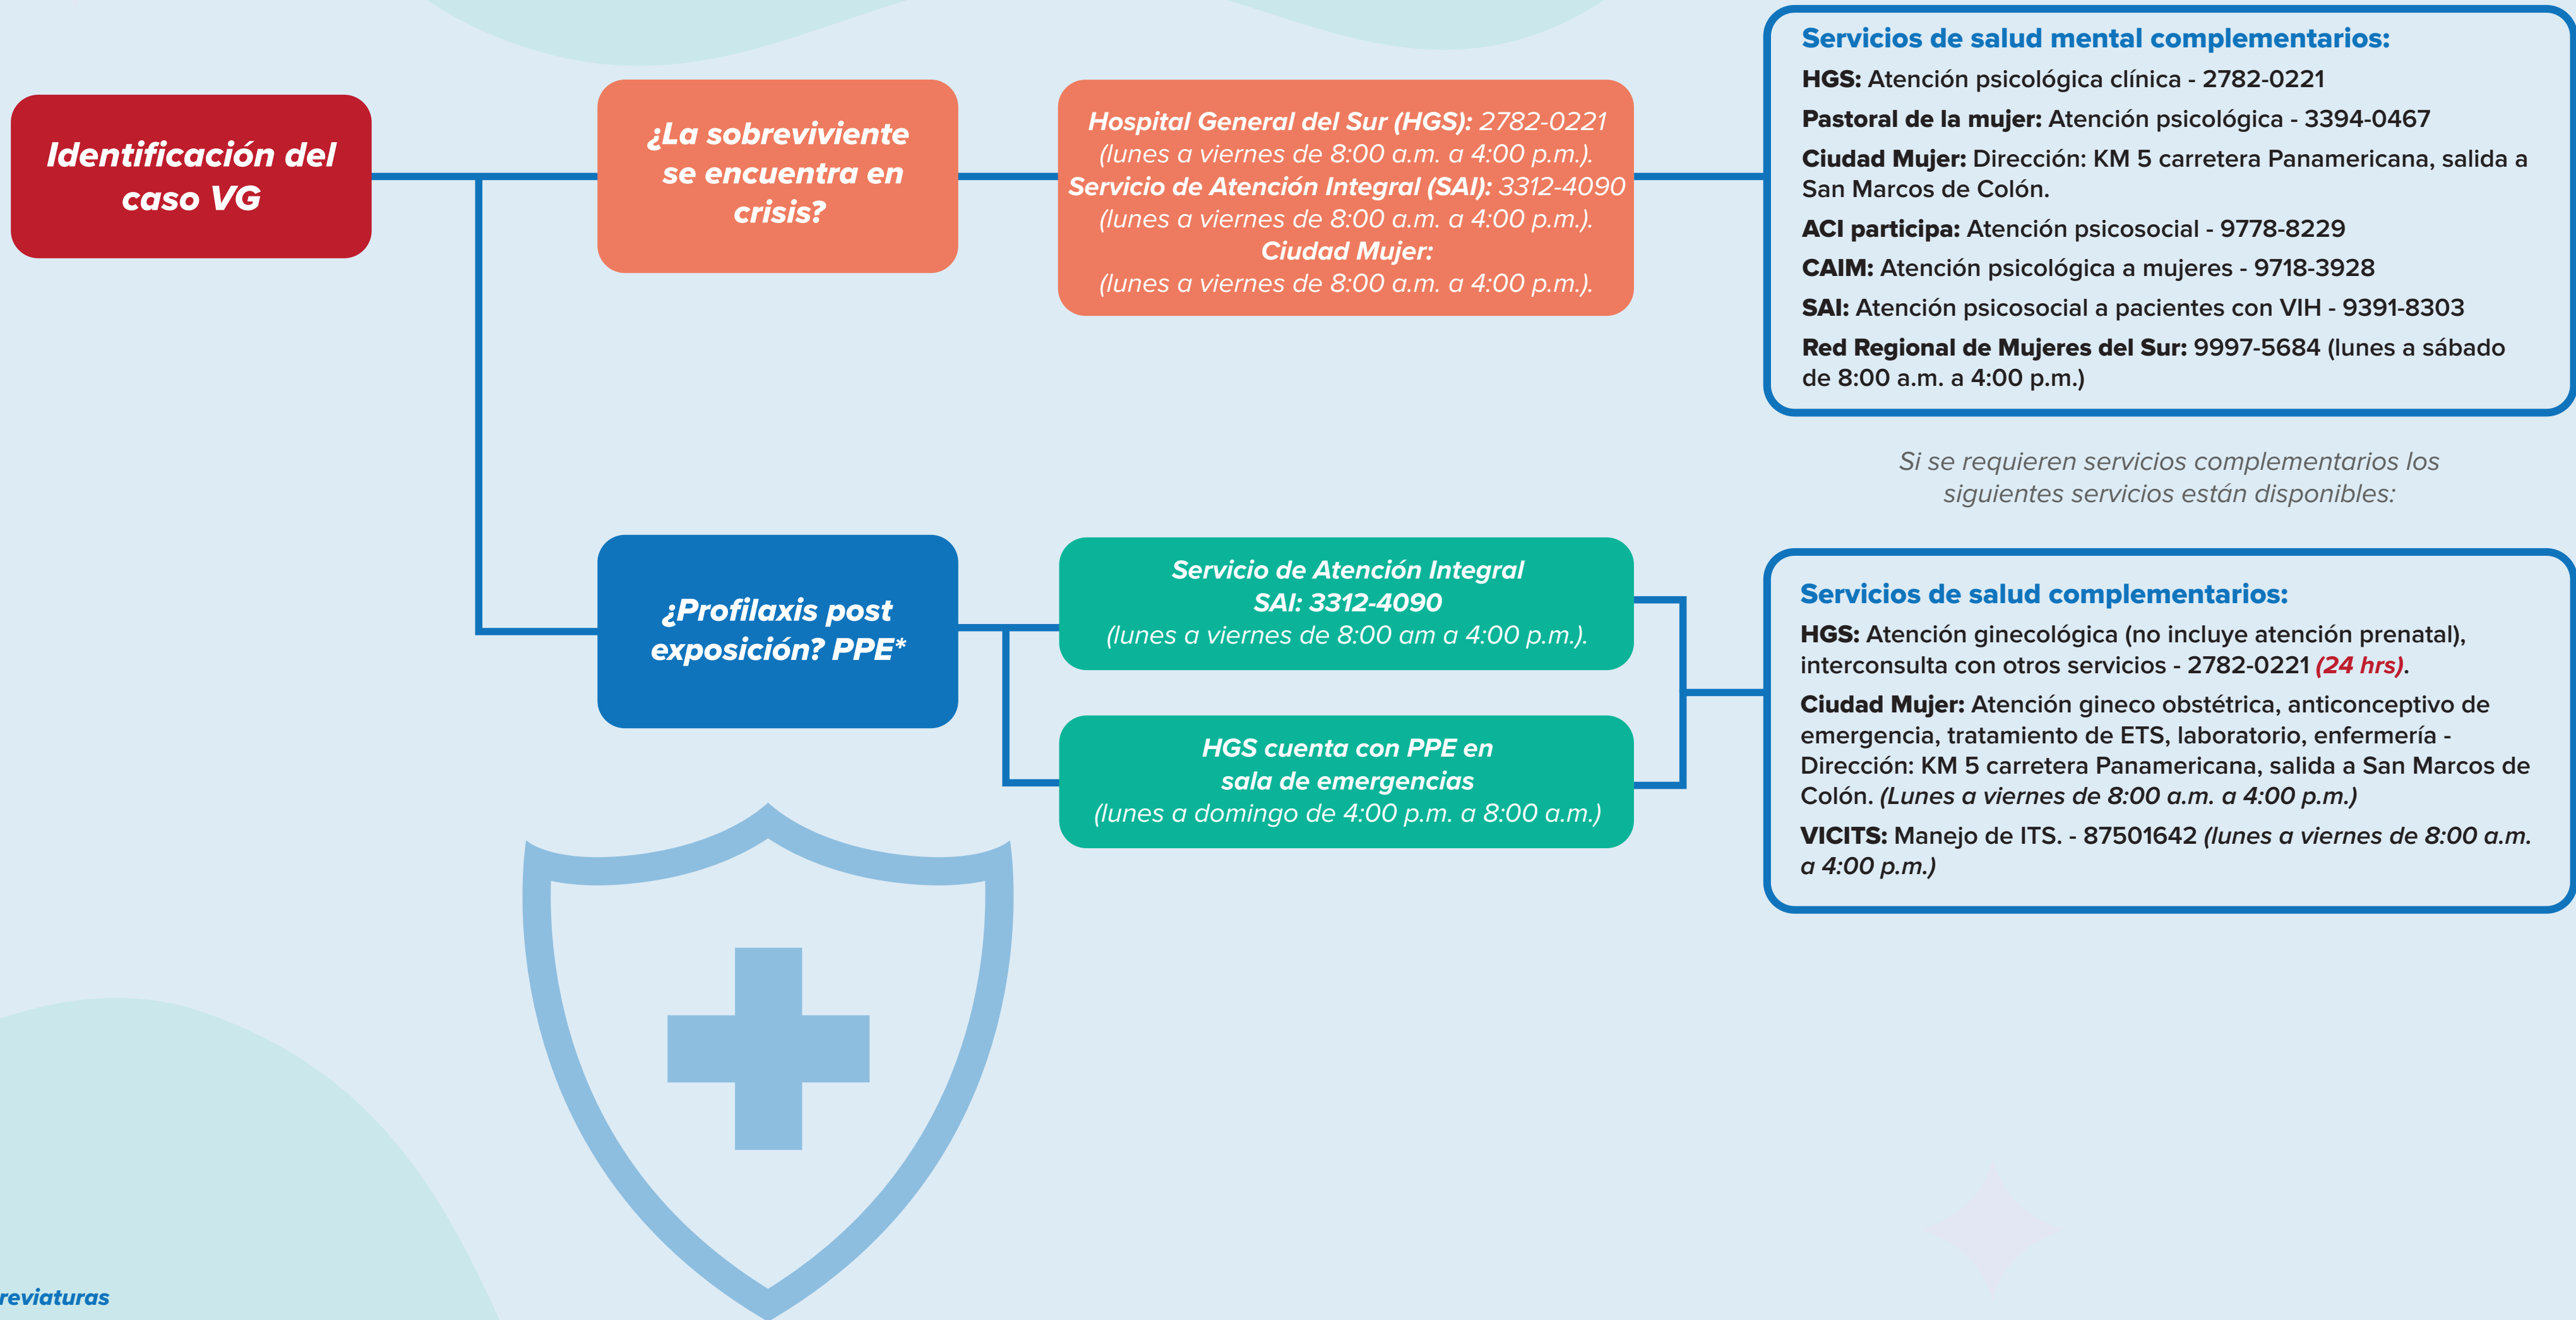 Identificación del
caso VG
¿La sobreviviente
se encuentra en
crisis?
Hospital General del Sur (HGS): 2782-0221
(lunes a viernes de 8:00 a.m. a 4:00 p.m.).
Servicio de Atención Integral (SAI): 3312-4090
(lunes a viernes de 8:00 a.m. a 4:00 p.m.).
Ciudad Mujer:
(lunes a viernes de 8:00 a.m. a 4:00 p.m.).
Servicios de salud mental complementarios:
HGS: Atención psicológica clínica - 2782-0221
Pastoral de la mujer: Atención psicológica - 3394-0467
Ciudad Mujer: Dirección: KM 5 carretera Panamericana, salida a
San Marcos de Colón.
ACI participa: Atención psicosocial - 9778-8229
CAIM: Atención psicológica a mujeres - 9718-3928
SAI: Atención psicosocial a pacientes con VIH - 9391-8303
Red Regional de Mujeres del Sur: 9997-5684 (lunes a sábado
de 8:00 a.m. a 4:00 p.m.)
Si se requieren servicios complementarios los
siguientes servicios están disponibles:
¿Profilaxis post
exposición? PPE*
Servicio de Atención Integral
SAI: 3312-4090
(lunes a viernes de 8:00 am a 4:00 p.m.).
HGS cuenta con PPE en
sala de emergencias
(lunes a domingo de 4:00 p.m. a 8:00 a.m.)
Servicios de salud complementarios:
HGS: Atención ginecológica (no incluye atención prenatal),
interconsulta con otros servicios - 2782-0221 (24 hrs).
Ciudad Mujer: Atención gineco obstétrica, anticonceptivo de
emergencia, tratamiento de ETS, laboratorio, enfermería -
Dirección: KM 5 carretera Panamericana, salida a San Marcos de
Colón. (Lunes a viernes de 8:00 a.m. a 4:00 p.m.)
VICITS: Manejo de ITS. - 87501642 (lunes a viernes de 8:00 a.m.
a 4:00 p.m.)
reviaturas